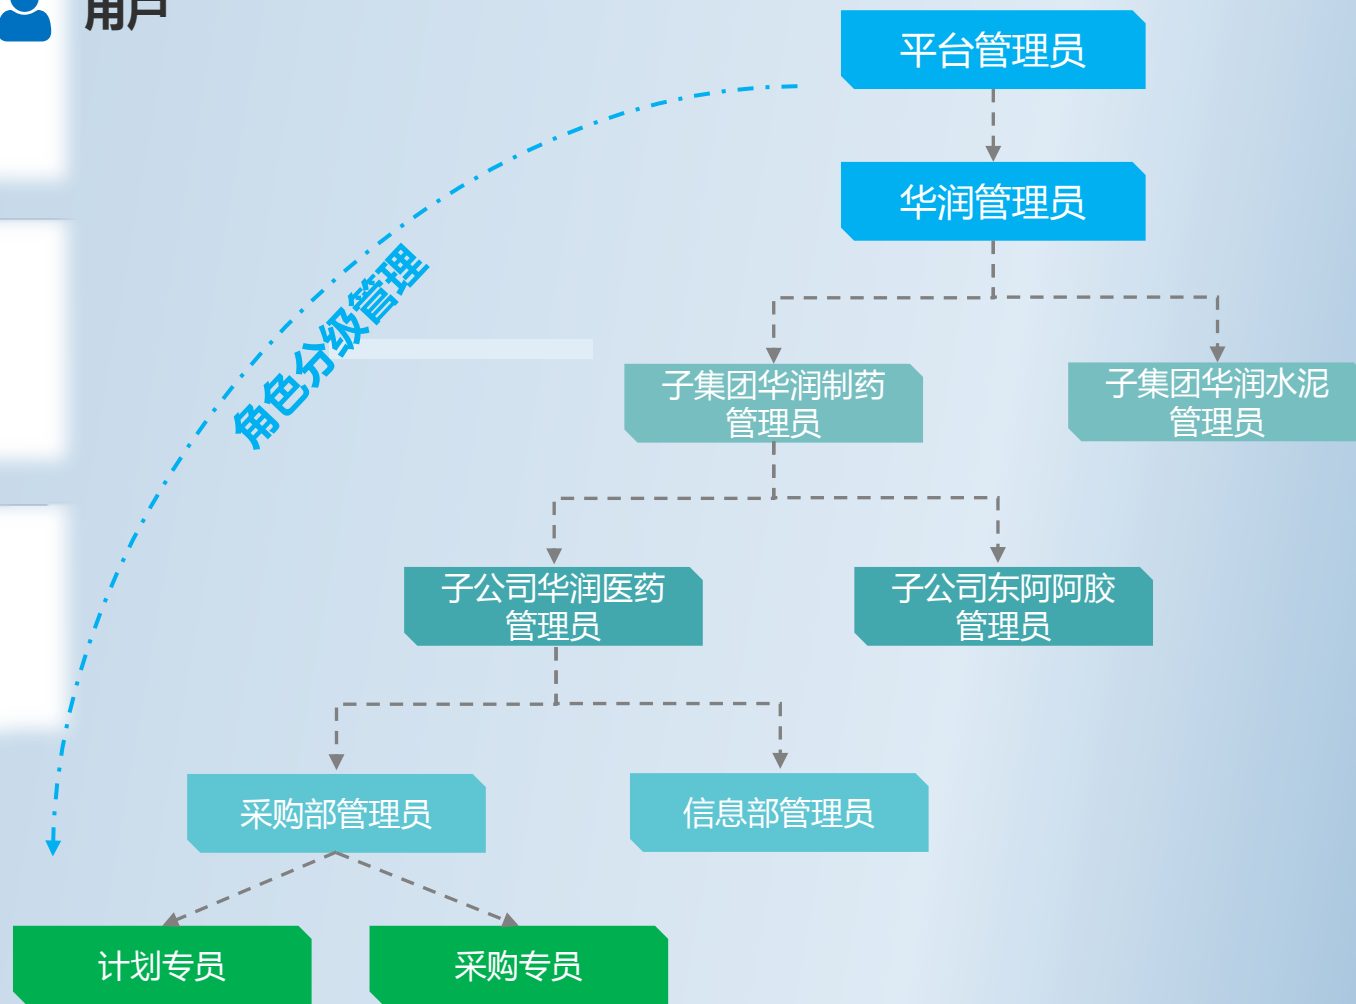 用户
平台管理员
华润管理员
角色分级管理
子集团华润制药
管理员
子集团华润水泥
管理员
子公司华润医药
管理员
子公司东阿阿胶
管理员
采购部管理员
信息部管理员
计划专员
采购专员